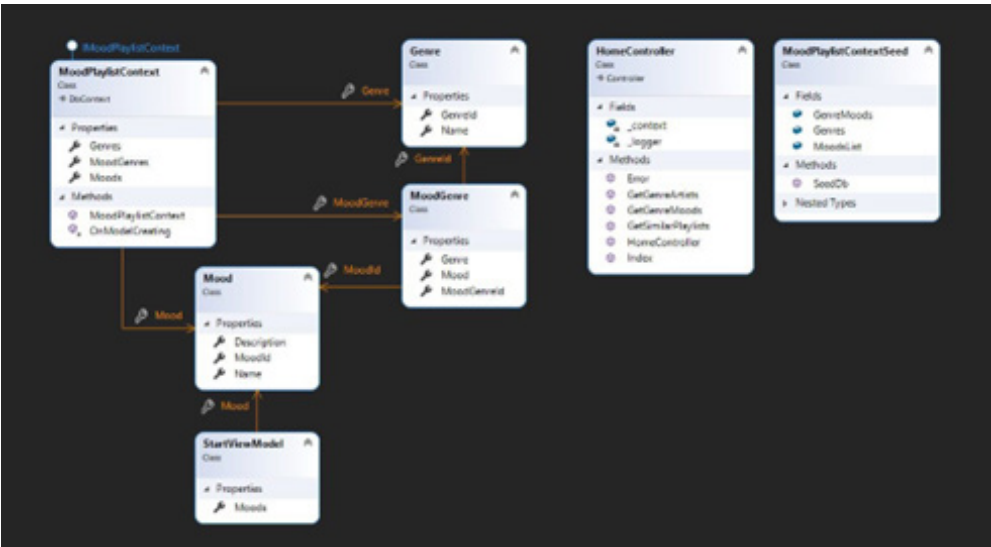 IMoodPlaylistContext
MoodPlaylistContext
Class
→ DbContext
Properties
Genres
MoodGenres
Moods
Methods
MoodPlaylistContext
OnModelCreating
Genre
Genre
Class
Properties
GenreId
Name
GenreId
MoodGenre
MoodGenre
Class
Properties
Genre
Mood
MoodGenreId
MoodId
Mood
Mood
Class
Properties
Description
MoodId
Name
Mood
StartViewModel
Class
Properties
Moods
HomeController
Class
→ Controller
Fields
_context
_logger
Methods
Error
GetGenreArtists
GetGenreMoods
GetSimilarPlaylists
HomeController
Index
MoodPlaylistContextSeed
Class
Fields
GenreMoods
Genres
MoodsList
Methods
SeedDb
Nested Types